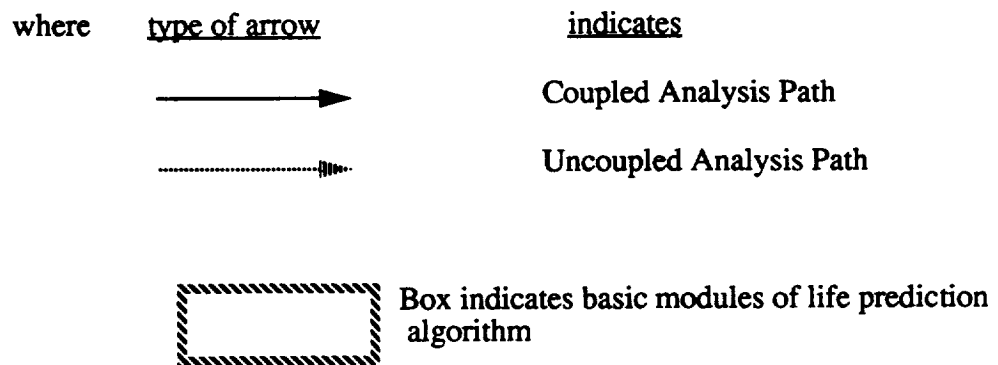 where type of arrow indicates
Coupled Analysis Path
Uncoupled Analysis Path
Box indicates basic modules of life prediction
algorithm